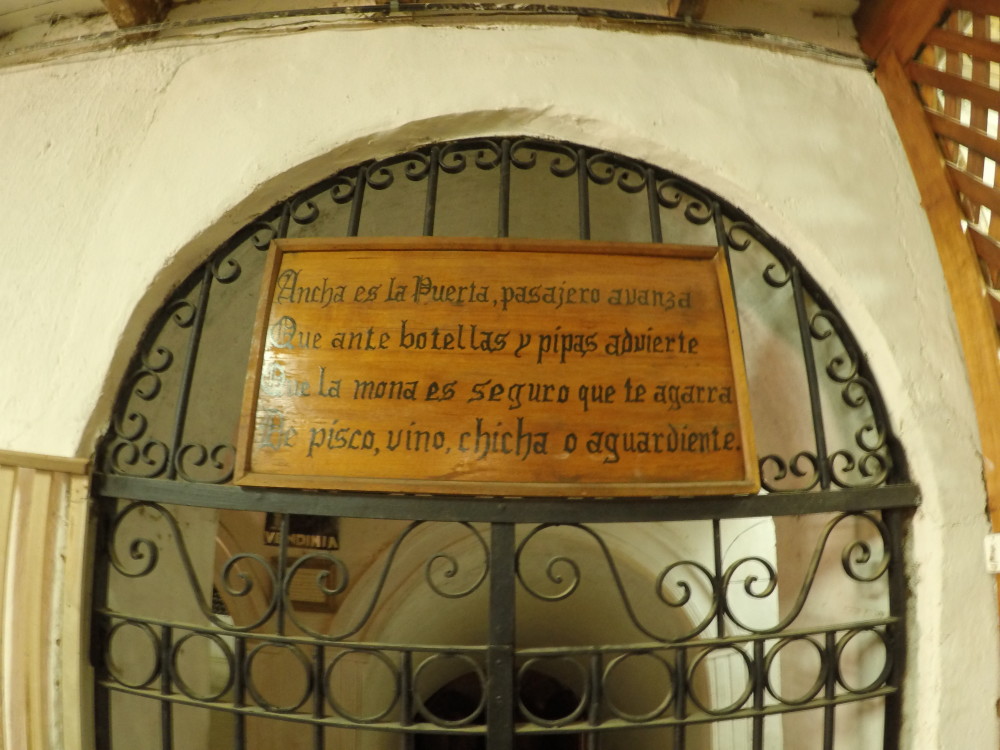 Ancha es la Puerta, pasajero avanza
Que ante botellas y pipas advierte
Que la mona es seguro que te agarra
De pisco, vino, chicha o aguardiente.
VENDIMIA